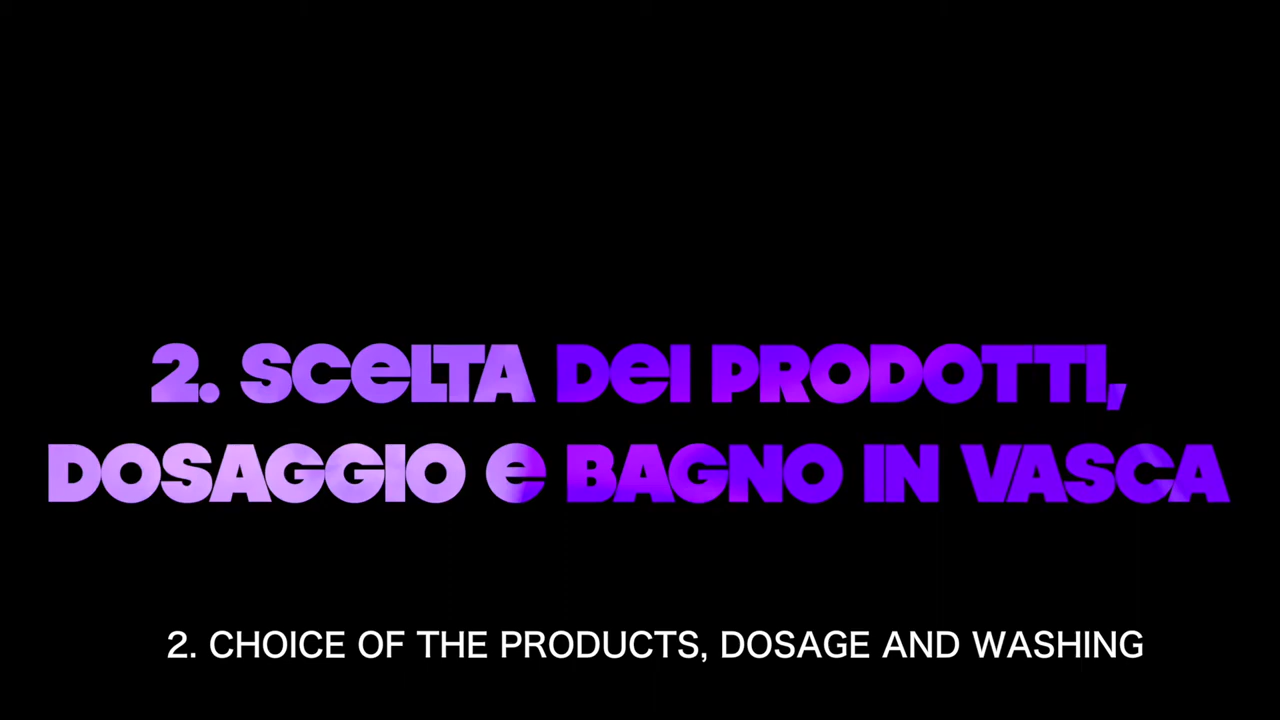 2. SCeLTA DeI PRODOTTI,
DOSAGGIO e BAGNO IN VASCA
2. CHOICE OF THE PRODUCTS, DOSAGE AND WASHING